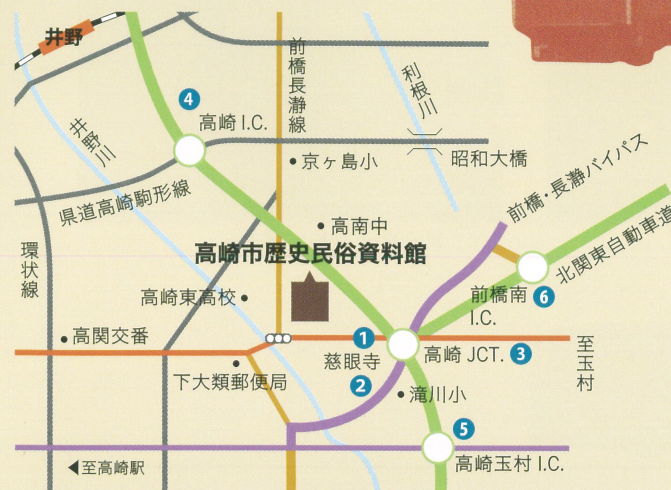 井野
前橋長瀞線
利根川
④
高崎 I.C.
井野川
昭和大橋
京ヶ島小
前橋・長瀞バイパス
県道高崎駒形線
高南中
北関東自動車道
高崎市歴史民俗資料館
環状線
高崎東高校
前橋南 I.C.
⑥
高関交番
①
慈眼寺
高崎 JCT.
③
至玉村
下大類郵便局
②
滝川小
⑤
高崎玉村 I.C.
◀至高崎駅